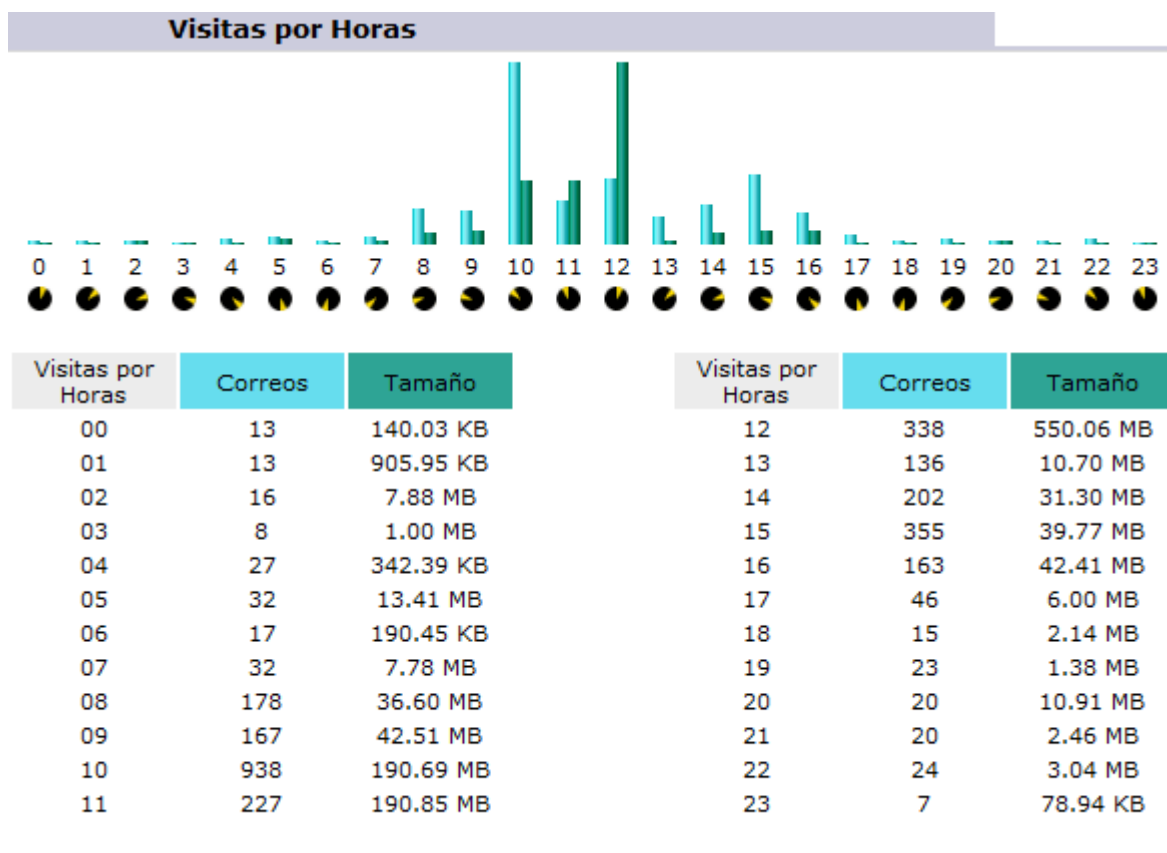 Visitas por Horas
0 1 2 3 4 5 6 7 8 9 10 11 12 13 14 15 16 17 18 19 20 21 22 23
Visitas por Horas Correos Tamaño
00 13 140.03 KB
01 13 905.95 KB
02 16 7.88 MB
03 8 1.00 MB
04 27 342.39 KB
05 32 13.41 MB
06 17 190.45 KB
07 32 7.78 MB
08 178 36.60 MB
09 167 42.51 MB
10 938 190.69 MB
11 227 190.85 MB
Visitas por Horas Correos Tamaño
12 338 550.06 MB
13 136 10.70 MB
14 202 31.30 MB
15 355 39.77 MB
16 163 42.41 MB
17 46 6.00 MB
18 15 2.14 MB
19 23 1.38 MB
20 20 10.91 MB
21 20 2.46 MB
22 24 3.04 MB
23 7 78.94 KB